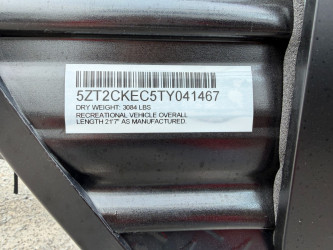 5ZT2CKEC5TY041467
DRY WEIGHT: 3084 LBS
RECREATIONAL VEHICLE OVERALL
LENGTH 21'7" AS MANUFACTURED.